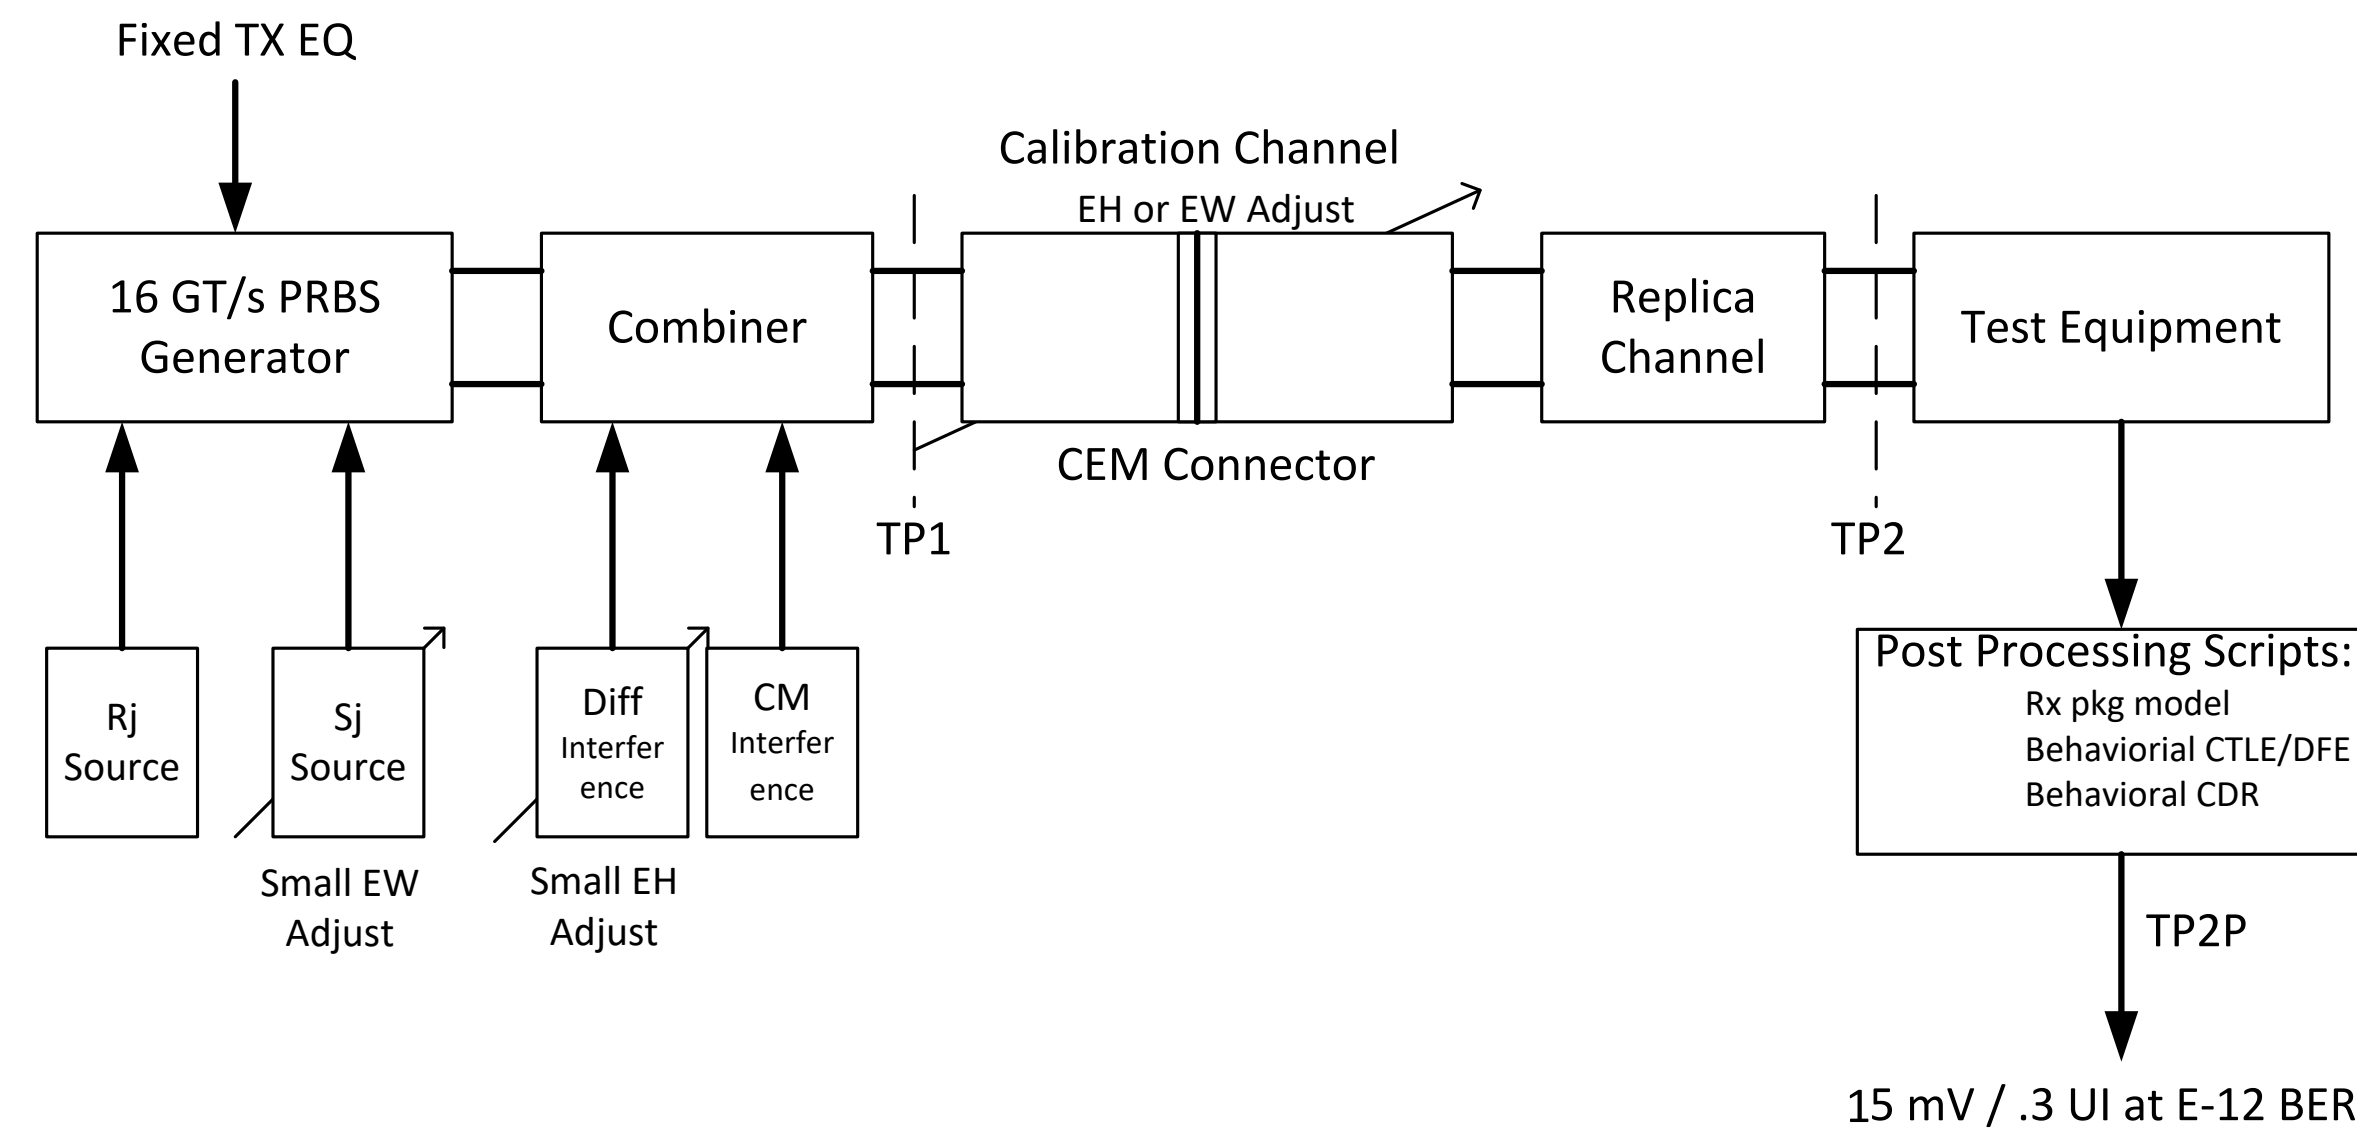 Fixed TX EQ
Calibration Channel
EH or EW Adjust
16 GT/s PRBS
Generator
Combiner
Replica
Channel
Test Equipment
CEM Connector
TP1
TP2
Rj
Source
Sj
Source
Diff
Interfer
ence
CM
Interfer
ence
Small EW
Adjust
Small EH
Adjust
Post Processing Scripts:
Rx pkg model
Behaviorial CTLE/DFE
Behavioral CDR
TP2P
15 mV / .3 UI at E-12 BER